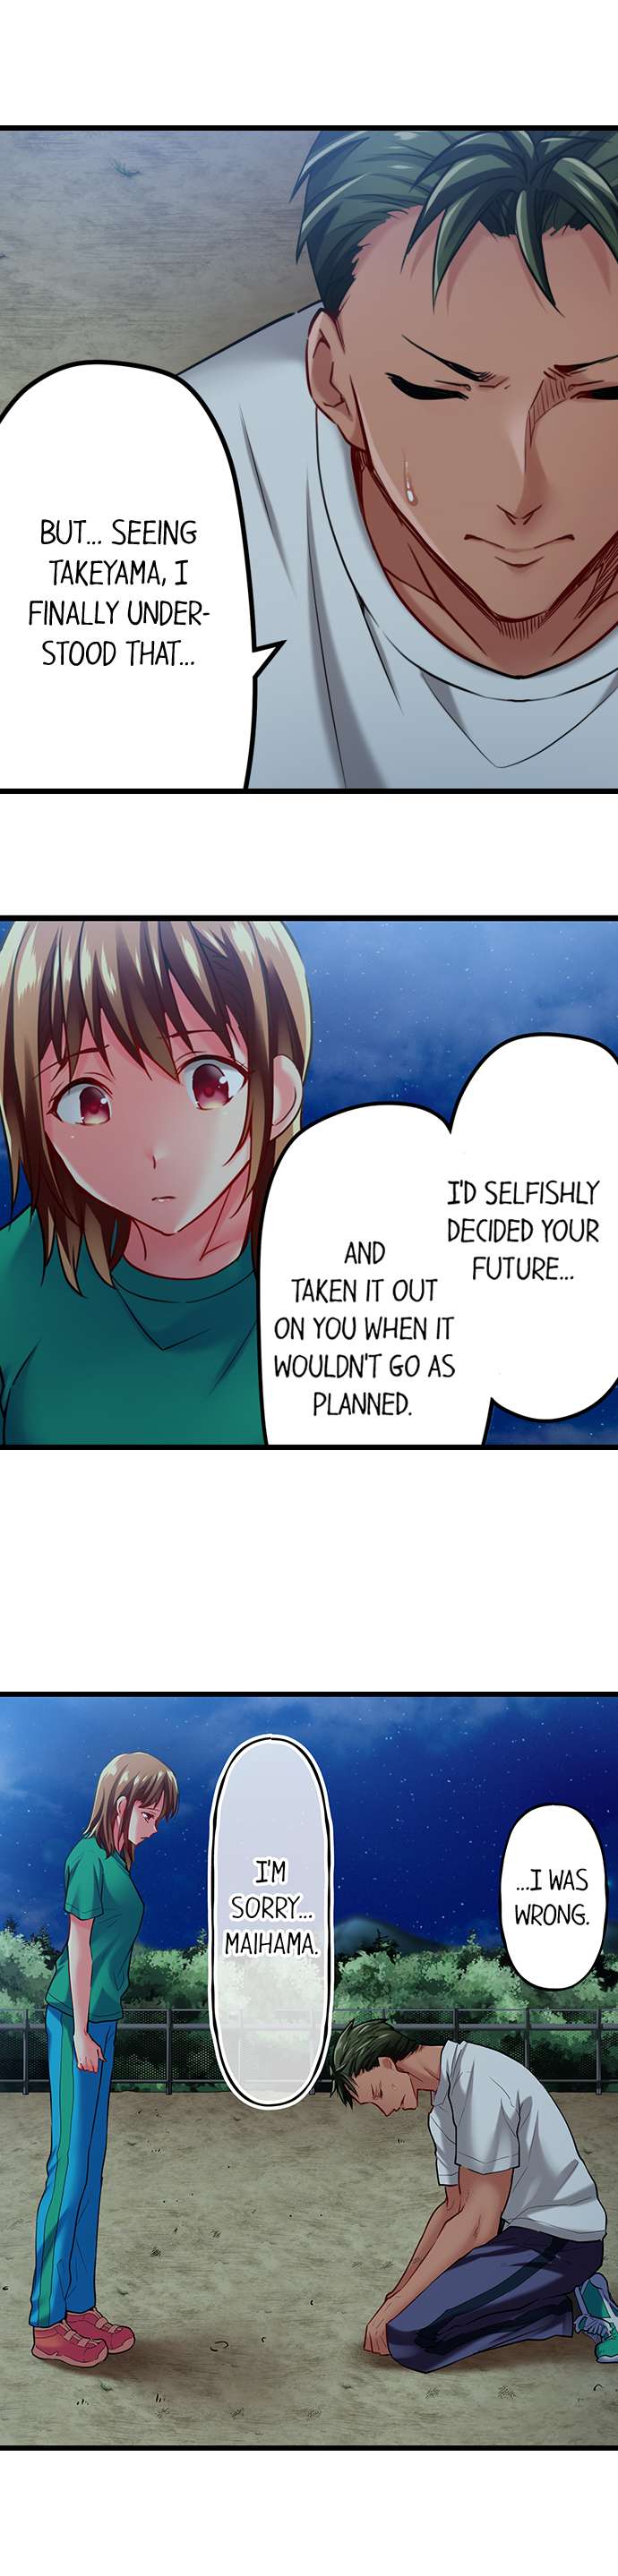 BUT... SEEING
TAKEYAMA, I
FINALLY UNDER-
STOOD THAT...
I'D SELFISHLY
DECIDED YOUR
FUTURE...
AND
TAKEN IT OUT
ON YOU WHEN IT
WOULDN'T GO AS
PLANNED.
...I WAS
WRONG.
I'M
SORRY...
MAIHAMA.